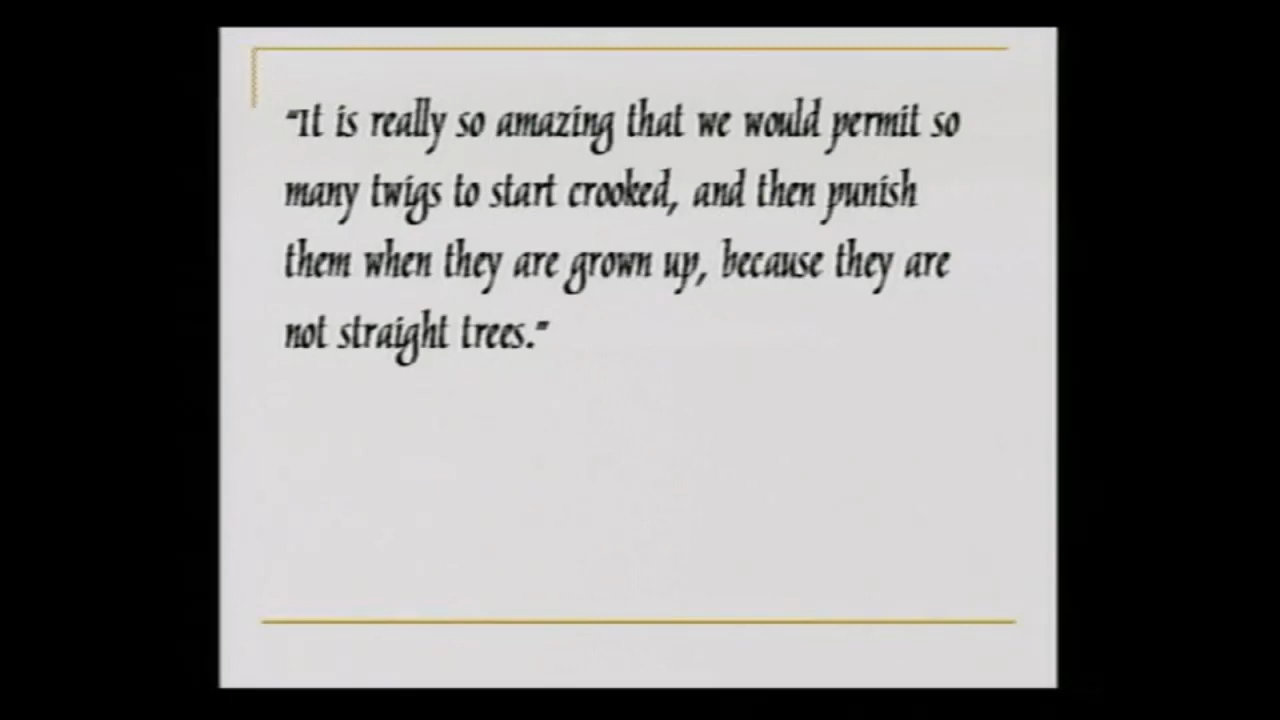 "It is really so amazing that we would permit so
many twigs to start crooked, and then punish
them when they are grown up, because they are
not straight trees."